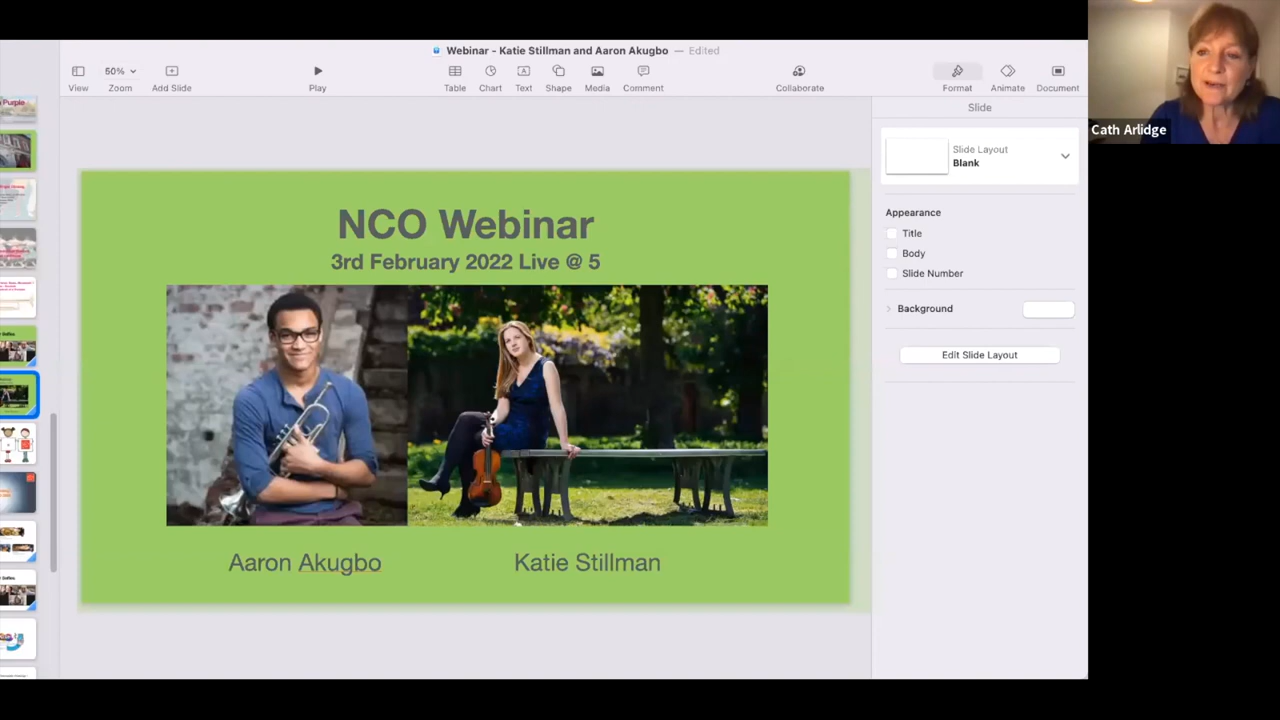 Webinar - Katie Stillman and Aaron Akugbo — Edited
50%
View
Zoom
Add Slide
Play
Table
Chart
Text
Shape
Media
Comment
Collaborate
Format
Animate
Document
Cath Arlidge
Slide
Slide Layout
Blank
Appearance
Title
Body
Slide Number
Background
Edit Slide Layout
Purple
NCO Webinar
3rd February 2022 Live @ 5
Aaron Akugbo
Katie Stillman